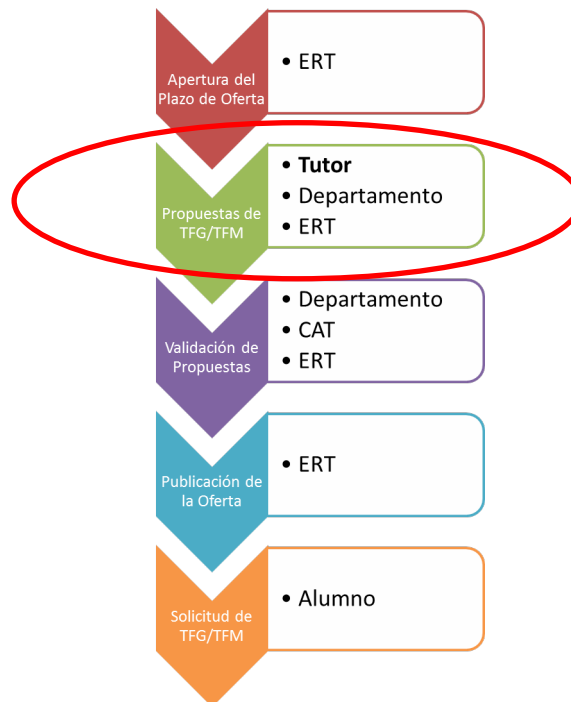 Apertura del
Plazo de Oferta
• ERT
Propuestas de
TFG/TFM
• Tutor
• Departamento
• ERT
Validación de
Propuestas
• Departamento
• CAT
• ERT
Publicación de
la Oferta
• ERT
Solicitud de
TFG/TFM
• Alumno